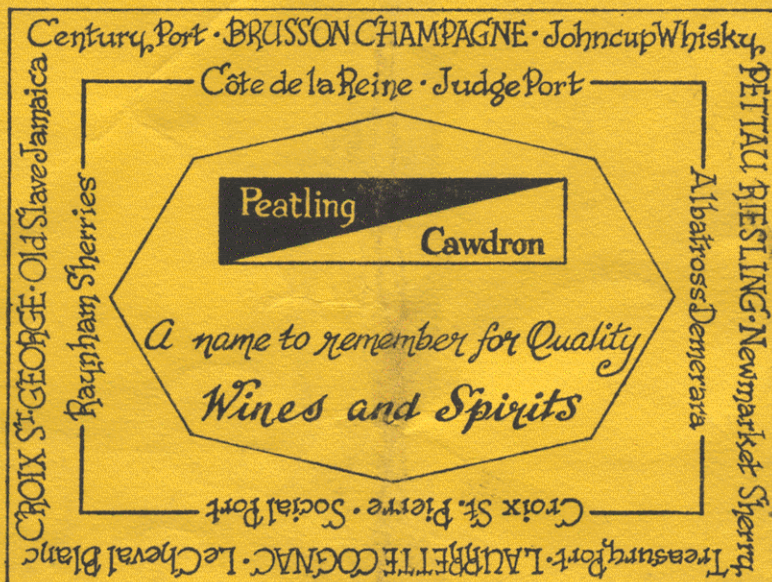 Century Port · BRUSSON CHAMPAGNE · Johncup Whisky
PETTAU RIESLING · Newmarket Sherry
Treasury Port · LAURRETTE COGNAC · Le Cheval Blanc
CROIX ST. GEORGE · Old Slave Jamaica
Côte de la Reine · Judge Port
Albatross Demerara
Croix St. Pierre · Social Port
Raynham Sherries
Peatling
Cawdron
A name to remember for Quality
Wines and Spirits